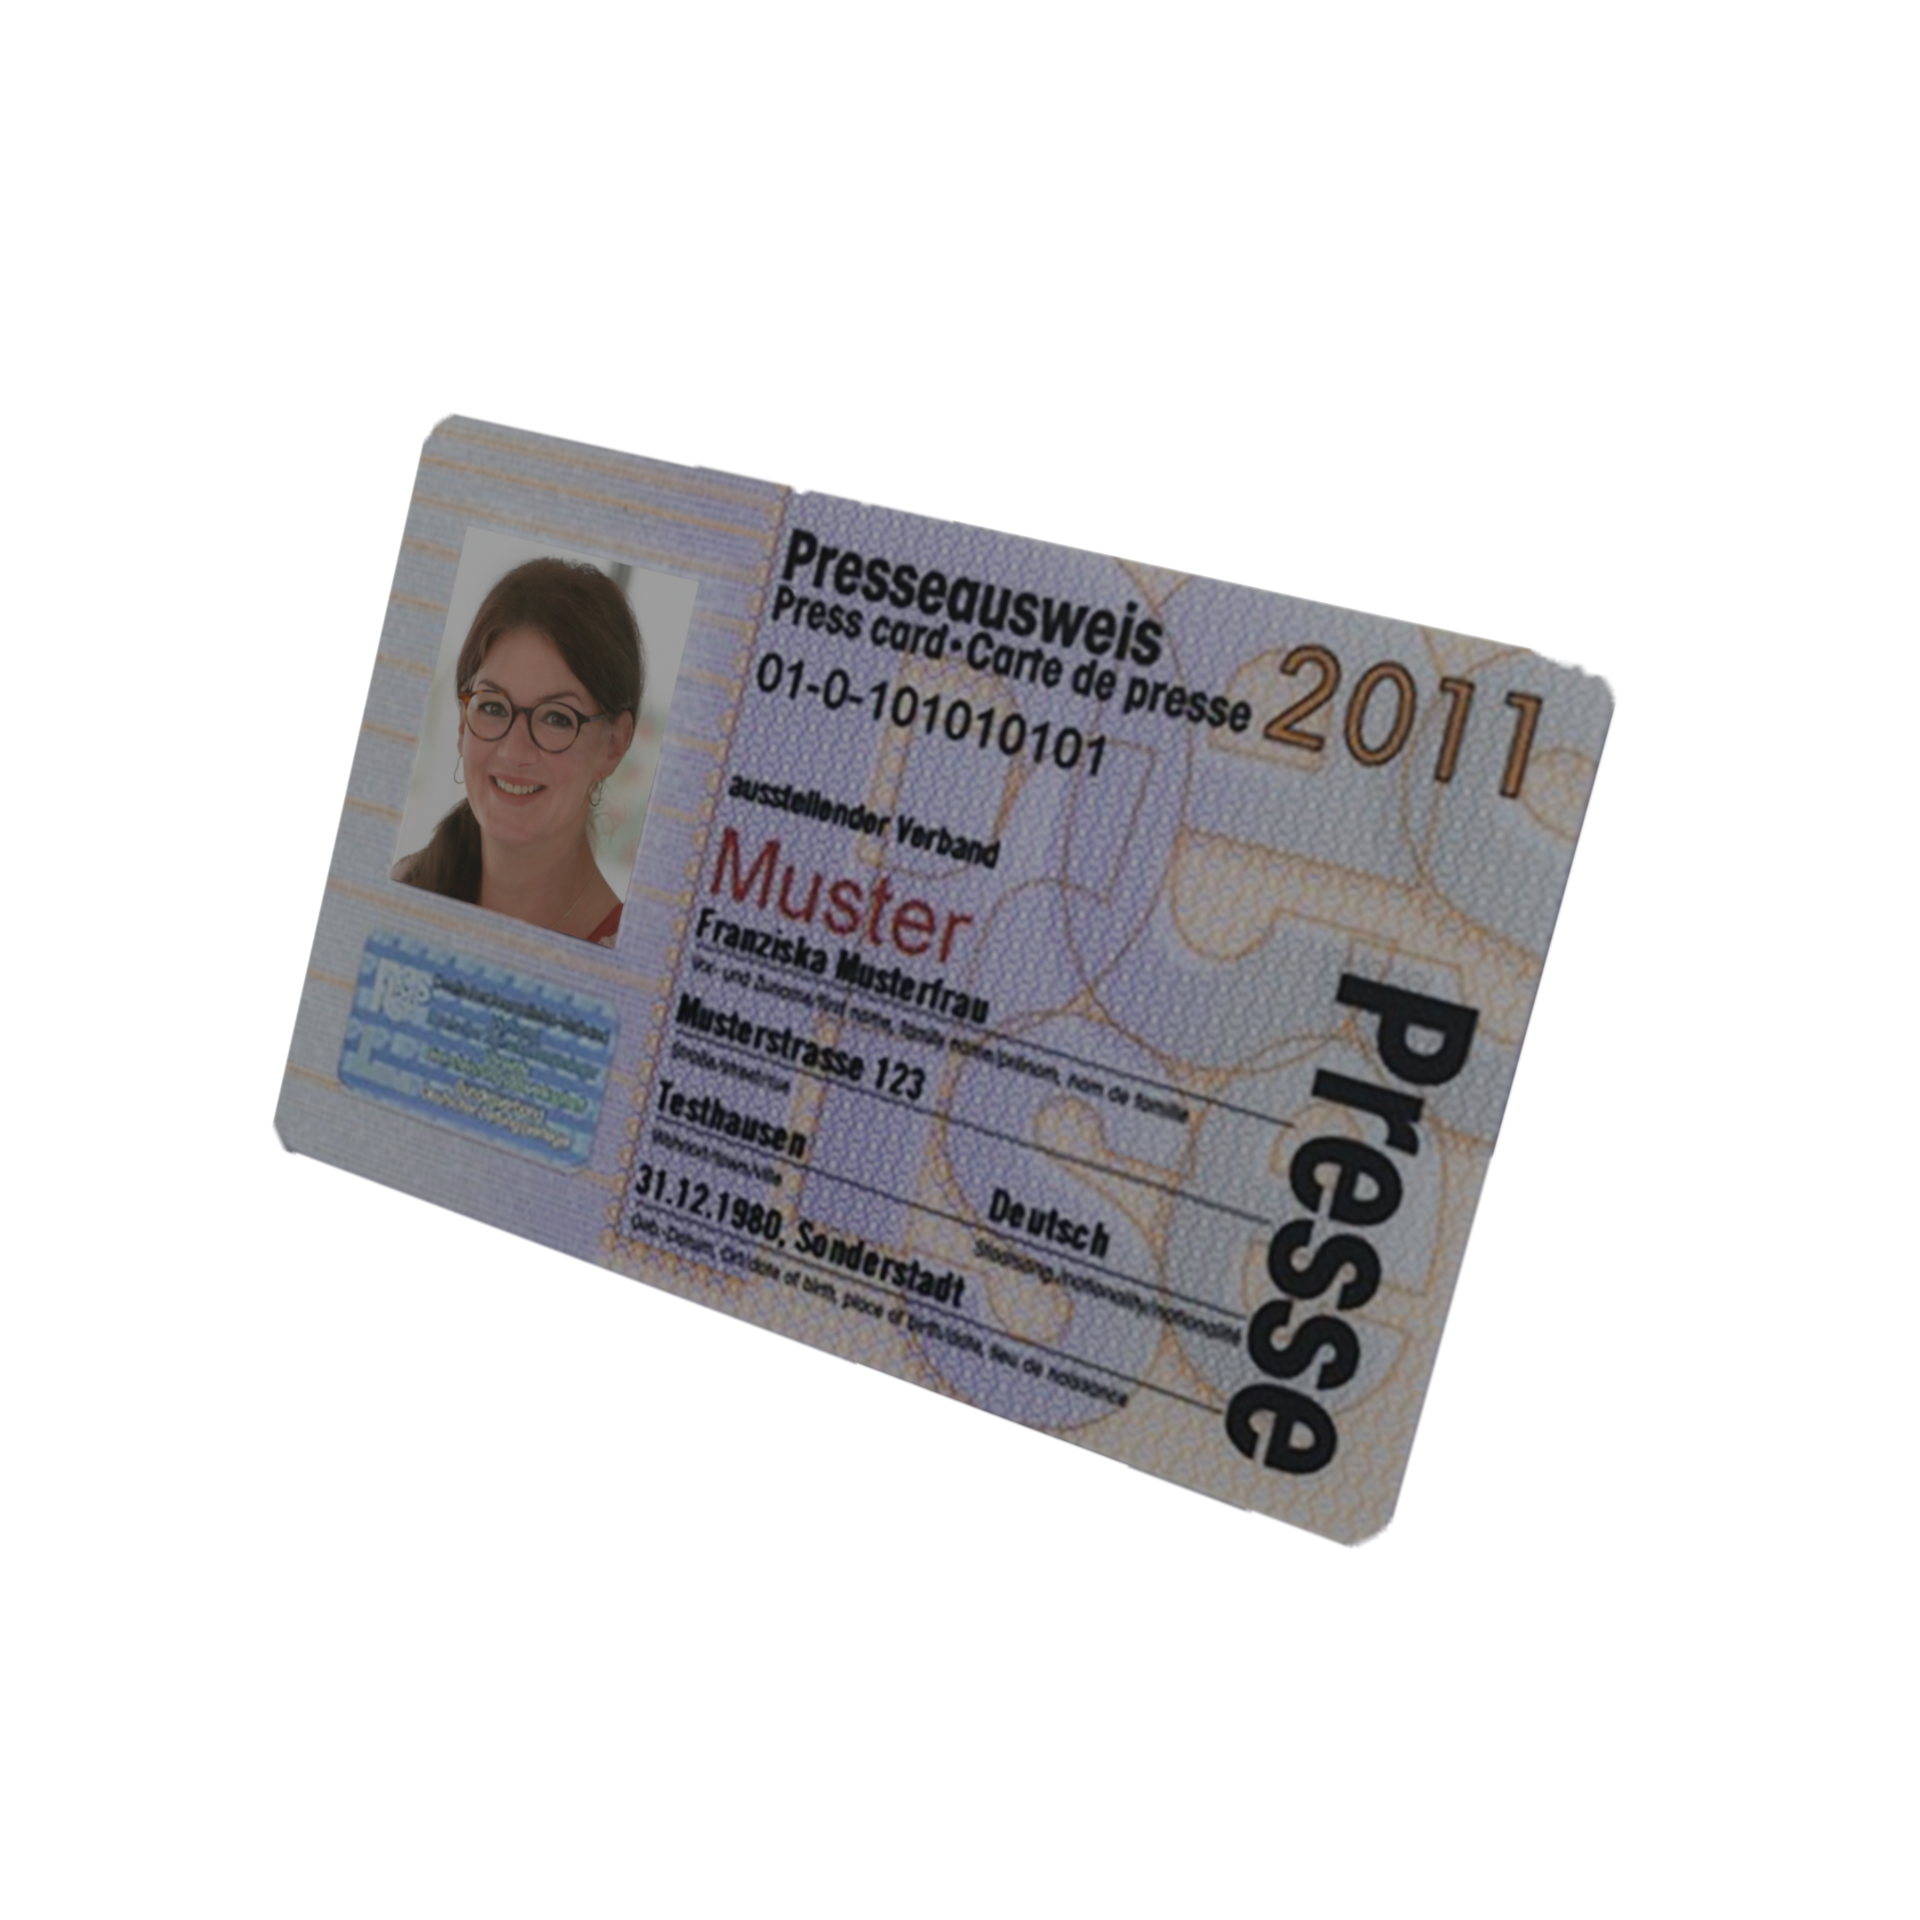 Presseausweis
Press card•Carte de presse 2011
01-0-101010101
ausstellender Verband
Muster
Franziska Musterfrau
Vor- und Zuname/first name, family name/prénom, nom de famille
Musterstrasse 123
Straße/street/rue
Testhausen
Wohnort/town/ville
Deutsch
Staatsang./nationality/nationalité
31.12.1980, Sonderstadt
Geb.-Datum, Ort/date of birth, place of birth/date, lieu de naissance
Presse